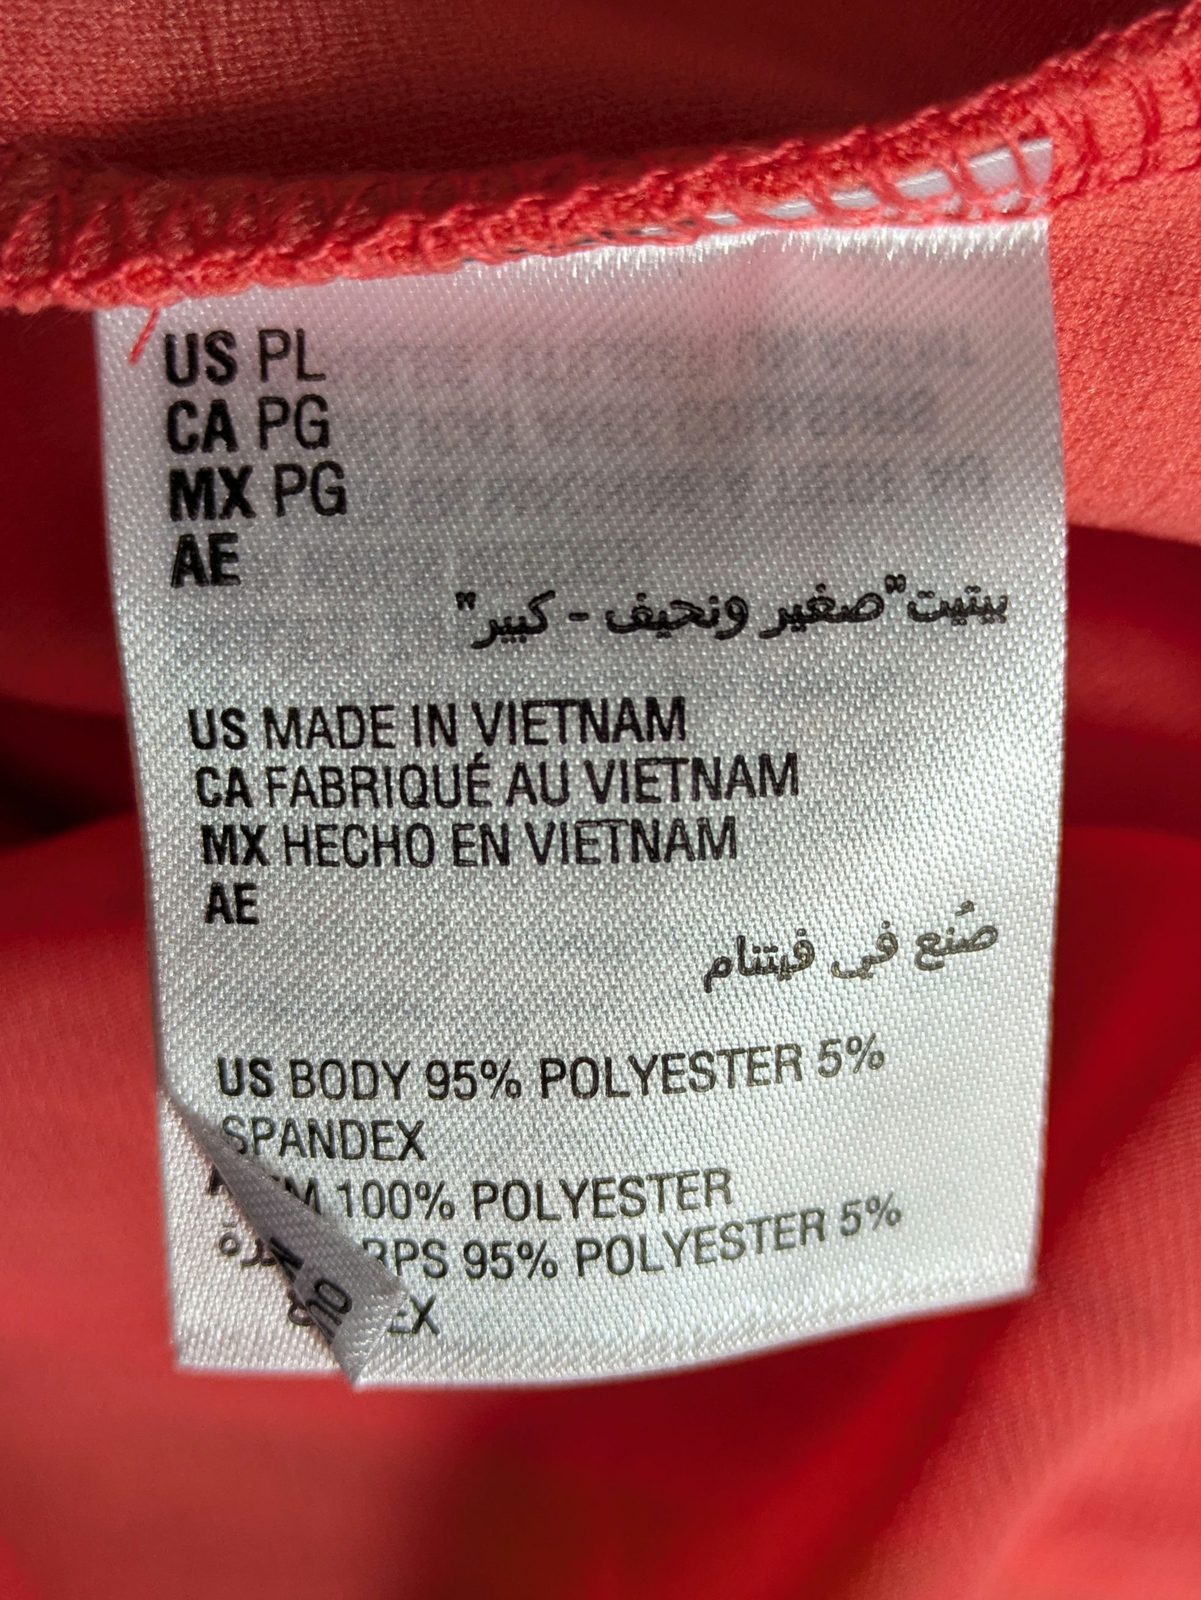 US PL
CA PG
MX PG
AE
بيتيت"صغير ونحيف - كبير"
US MADE IN VIETNAM
CA FABRIQUÉ AU VIETNAM
MX HECHO EN VIETNAM
AE
صُنع في فيتنام
US BODY 95% POLYESTER 5%
SPANDEX
100% POLYESTER
95% POLYESTER 5%